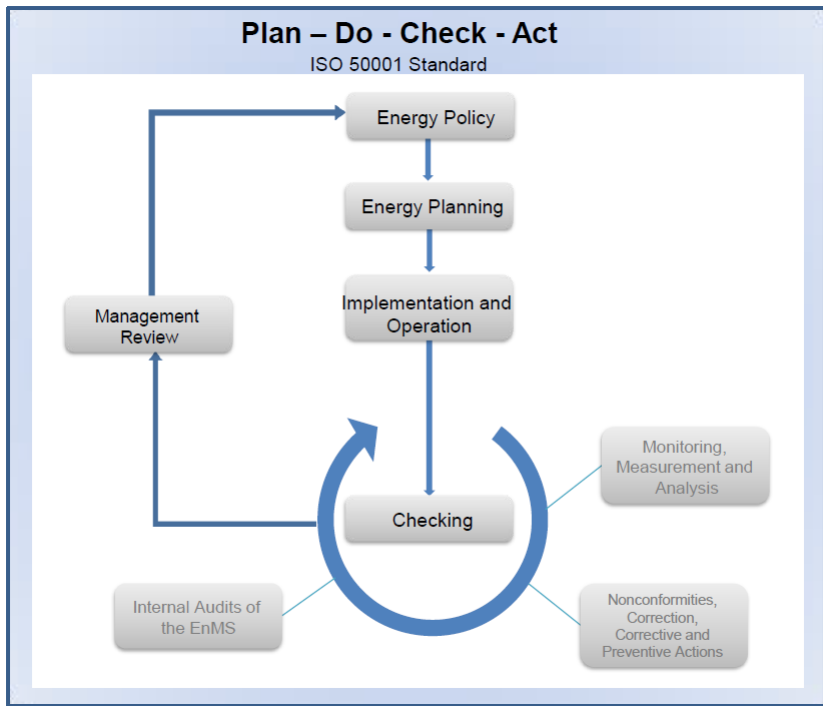 Plan – Do - Check - Act
ISO 50001 Standard
Energy Policy
Energy Planning
Implementation and
Operation
Management
Review
Monitoring,
Measurement and
Analysis
Checking
Internal Audits of
the EnMS
Nonconformities,
Correction,
Corrective and
Preventive Actions